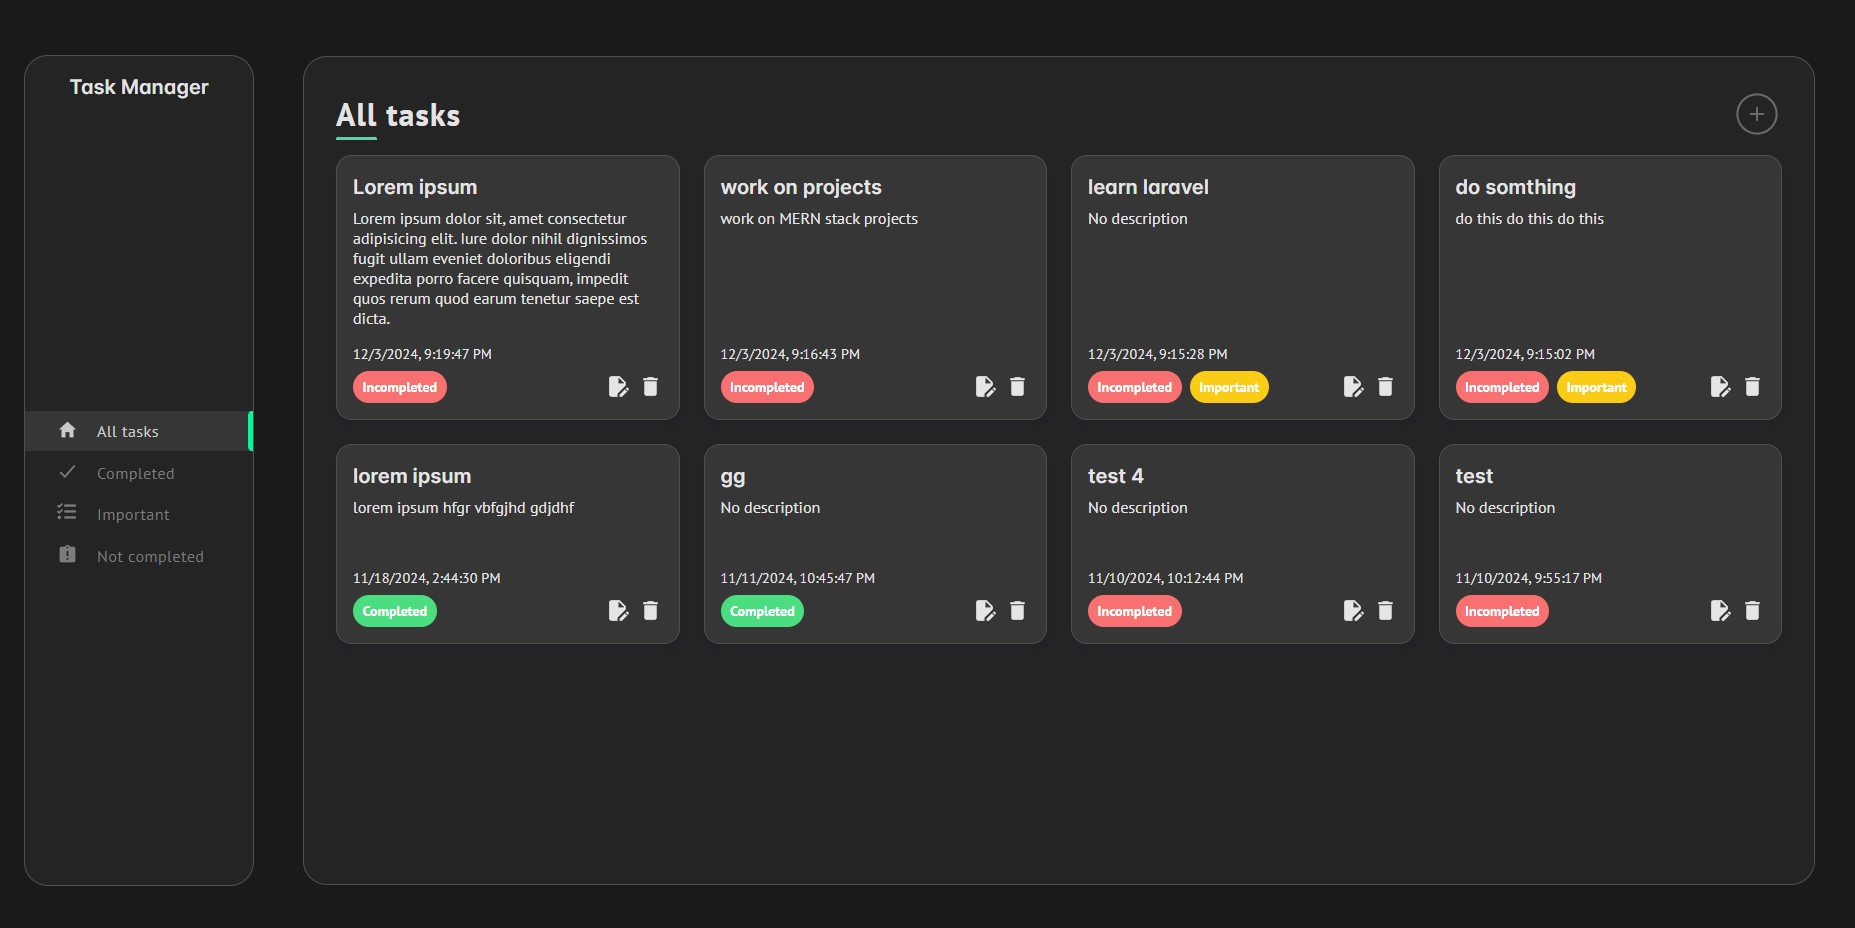 Task Manager
All tasks
Completed
Important
Not completed
All tasks
Lorem ipsum
Lorem ipsum dolor sit, amet consectetur
adipisicing elit. Iure dolor nihil dignissimos
fugit ullam eveniet doloribus eligendi
expedita porro facere quisquam, impedit
quos rerum quod earum tenetur saepe est
dicta.
12/3/2024, 9:19:47 PM
Incompleted
work on projects
work on MERN stack projects
12/3/2024, 9:16:43 PM
Incompleted
learn laravel
No description
12/3/2024, 9:15:28 PM
Incompleted Important
do somthing
do this do this do this
12/3/2024, 9:15:02 PM
Incompleted Important
lorem ipsum
lorem ipsum hfgr vbfgjhd gdjdhf
11/18/2024, 2:44:30 PM
Completed
gg
No description
11/11/2024, 10:45:47 PM
Completed
test 4
No description
11/10/2024, 10:12:44 PM
Incompleted
test
No description
11/10/2024, 9:55:17 PM
Incompleted